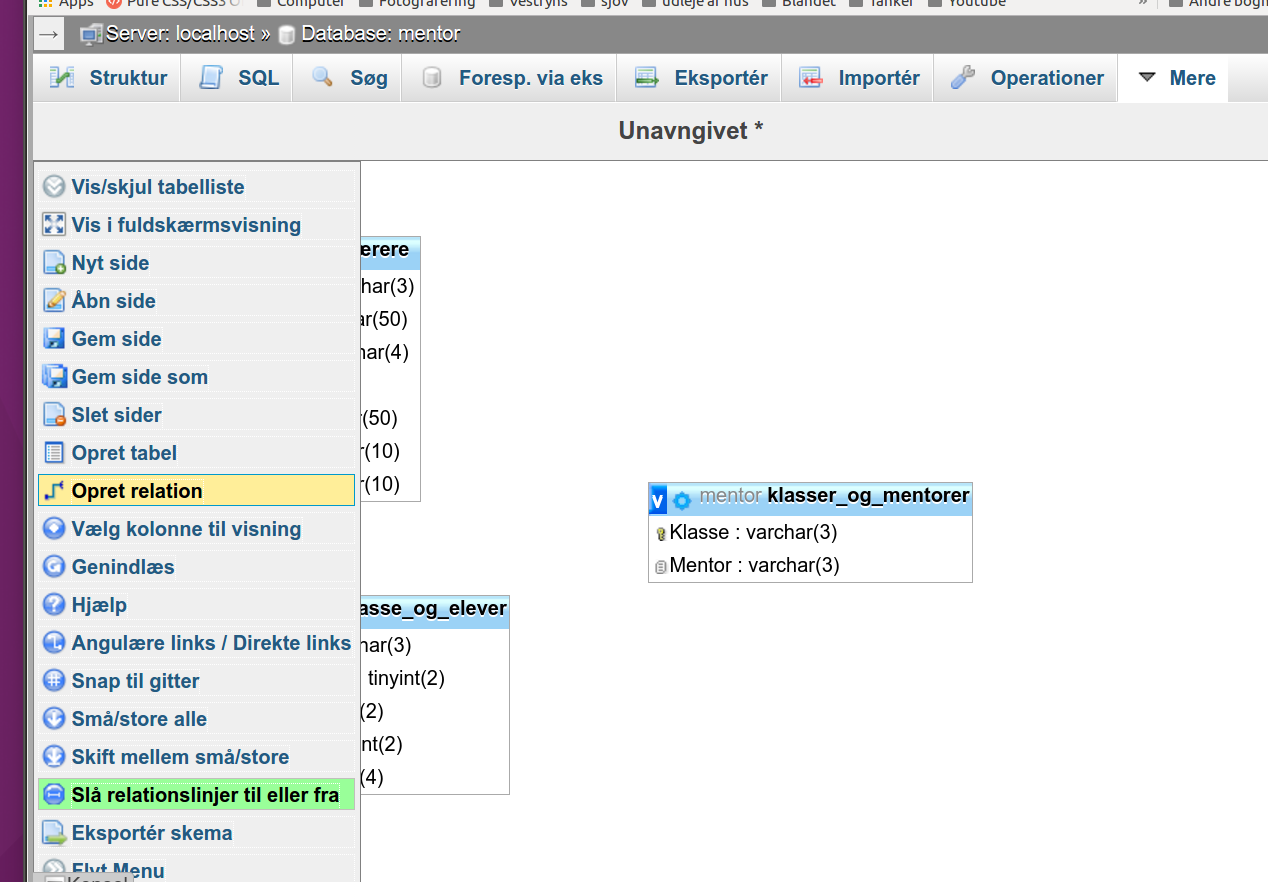 Apps Pure CSS/CSS3 Computer Fotografering Vestfyns sjov udleje af hus Blandet Tanker Youtube » Andre bogm
→ Server: localhost » Database: mentor
Struktur SQL Søg Foresp. via eks Eksportér Importér Operationer Mere
Unavngivet *
Vis/skjul tabelliste
Vis i fuldskærmsvisning
Nyt side
Åbn side
Gem side
Gem side som
Slet sider
Opret tabel
Opret relation
Vælg kolonne til visning
Genindlæs
Hjælp
Angulære links / Direkte links
Snap til gitter
Små/store alle
Skift mellem små/store
Slå relationslinjer til eller fra
Eksportér skema
Flyt Menu
Konsol
ærere
har(3)
ar(50)
har(4)
r(50)
r(10)
r(10)
v mentor klasser_og_mentorer
Klasse : varchar(3)
Mentor : varchar(3)
asse_og_elever
har(3)
tinyint(2)
(2)
nt(2)
(4)